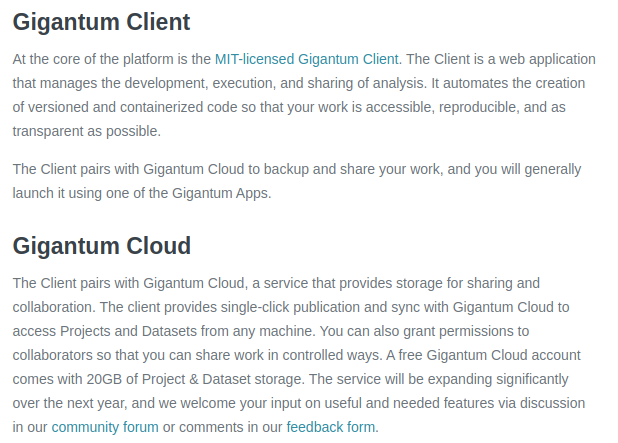 Gigantum Client
At the core of the platform is the MIT-licensed Gigantum Client. The Client is a web application
that manages the development, execution, and sharing of analysis. It automates the creation
of versioned and containerized code so that your work is accessible, reproducible, and as
transparent as possible.
The Client pairs with Gigantum Cloud to backup and share your work, and you will generally
launch it using one of the Gigantum Apps.
Gigantum Cloud
The Client pairs with Gigantum Cloud, a service that provides storage for sharing and
collaboration. The client provides single-click publication and sync with Gigantum Cloud to
access Projects and Datasets from any machine. You can also grant permissions to
collaborators so that you can share work in controlled ways. A free Gigantum Cloud account
comes with 20GB of Project & Dataset storage. The service will be expanding significantly
over the next year, and we welcome your input on useful and needed features via discussion
in our community forum or comments in our feedback form.